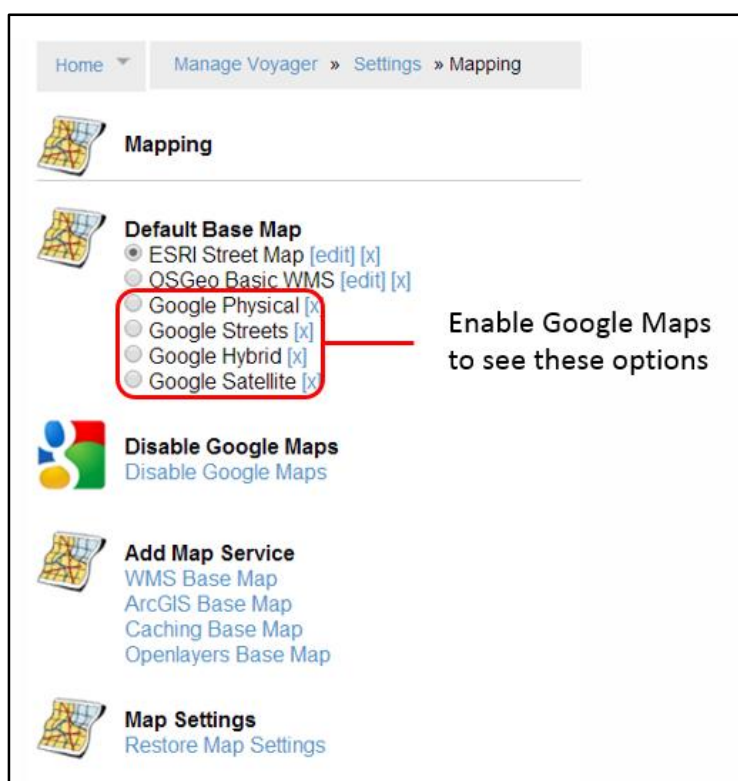 Home Manage Voyager » Settings » Mapping
Mapping
Default Base Map
ESRI Street Map [edit] [x]
OSGeo Basic WMS [edit] [x]
Google Physical [x]
Google Streets [x]
Google Hybrid [x]
Google Satellite [x]
Enable Google Maps
to see these options
Disable Google Maps
Disable Google Maps
Add Map Service
WMS Base Map
ArcGIS Base Map
Caching Base Map
Openlayers Base Map
Map Settings
Restore Map Settings